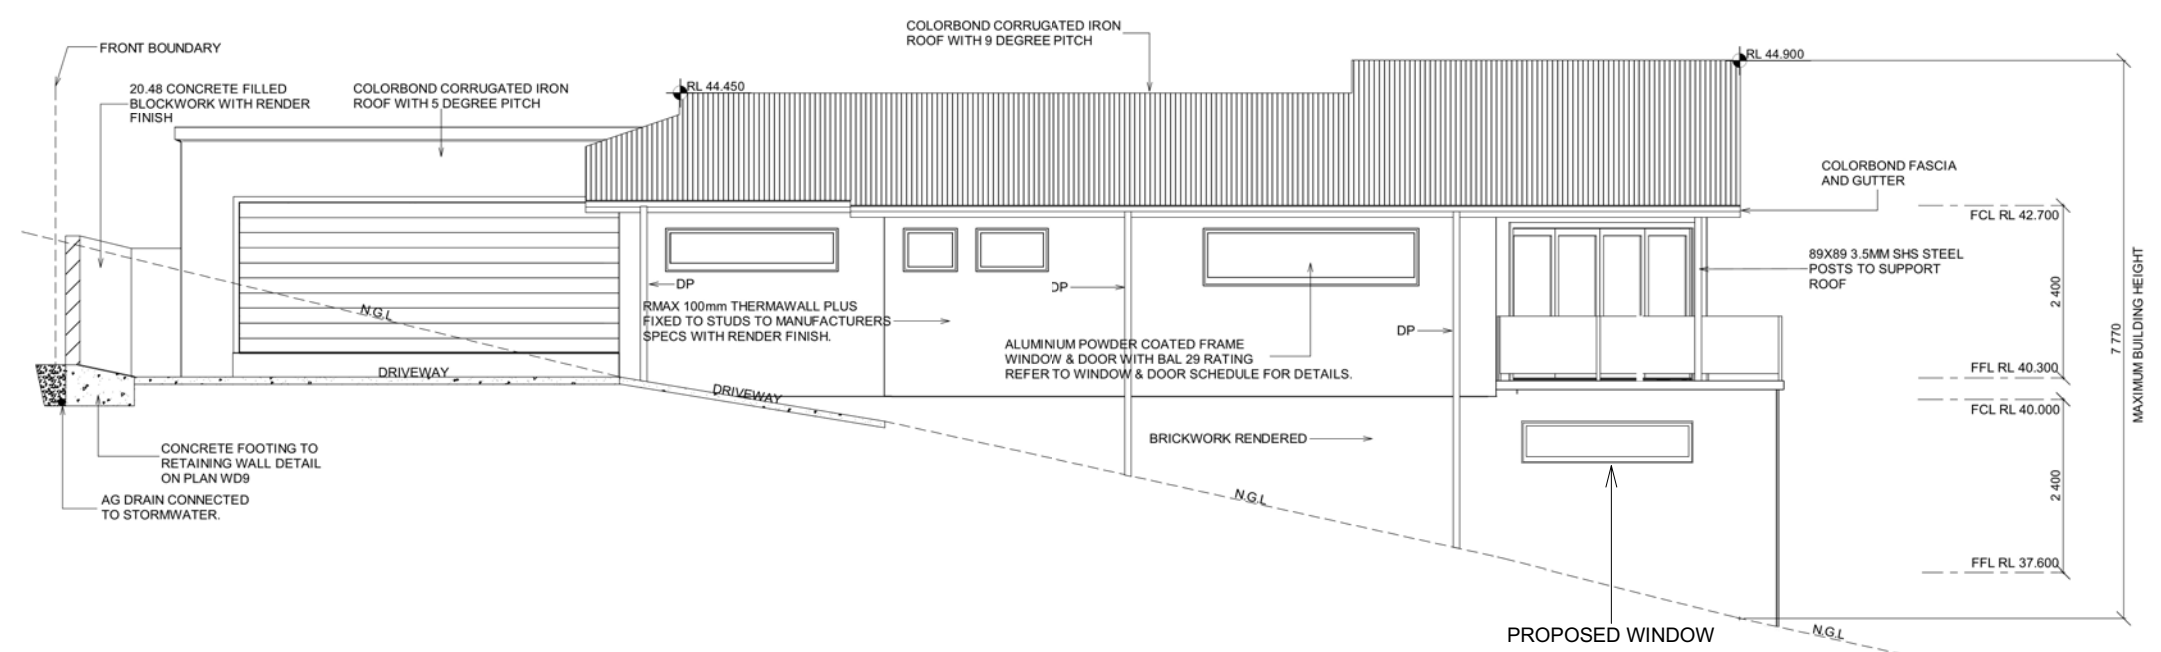 FRONT BOUNDARY
20.48 CONCRETE FILLED
BLOCKWORK WITH RENDER
FINISH
COLORBOND CORRUGATED IRON
ROOF WITH 5 DEGREE PITCH
RL 44.450
COLORBOND CORRUGATED IRON
ROOF WITH 9 DEGREE PITCH
RL 44.900
COLORBOND FASCIA
AND GUTTER
FCL RL 42.700
89X89 3.5MM SHS STEEL
POSTS TO SUPPORT
ROOF
2 400
7 770
MAXIMUM BUILDING HEIGHT
FFL RL 40.300
FCL RL 40.000
2 400
FFL RL 37.600
N.G.L
DP
RMAX 100mm THERMAWALL PLUS
FIXED TO STUDS TO MANUFACTURERS
SPECS WITH RENDER FINISH.
DP
ALUMINIUM POWDER COATED FRAME
WINDOW & DOOR WITH BAL 29 RATING
REFER TO WINDOW & DOOR SCHEDULE FOR DETAILS.
DP
DRIVEWAY
DRIVEWAY
BRICKWORK RENDERED
CONCRETE FOOTING TO
RETAINING WALL DETAIL
ON PLAN WD9
AG DRAIN CONNECTED
TO STORMWATER.
N.G.L
PROPOSED WINDOW
N.G.L